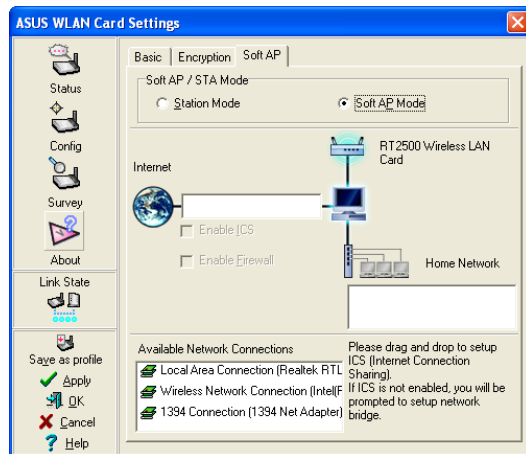 ASUS WLAN Card Settings
Status
Config
Survey
About
Link State
Save as profile
Apply
OK
Cancel
Help
Basic
Encryption
Soft AP
Soft AP / STA Mode
Station Mode
Soft AP Mode
RT2500 Wireless LAN
Card
Internet
Enable ICS
Enable Firewall
Home Network
Available Network Connections
Local Area Connection (Realtek RTL
Wireless Network Connection (Intel(F
1394 Connection (1394 Net Adapter)
Please drag and drop to setup
ICS (Internet Connection
Sharing).
If ICS is not enabled, you will be
prompted to setup network
bridge.